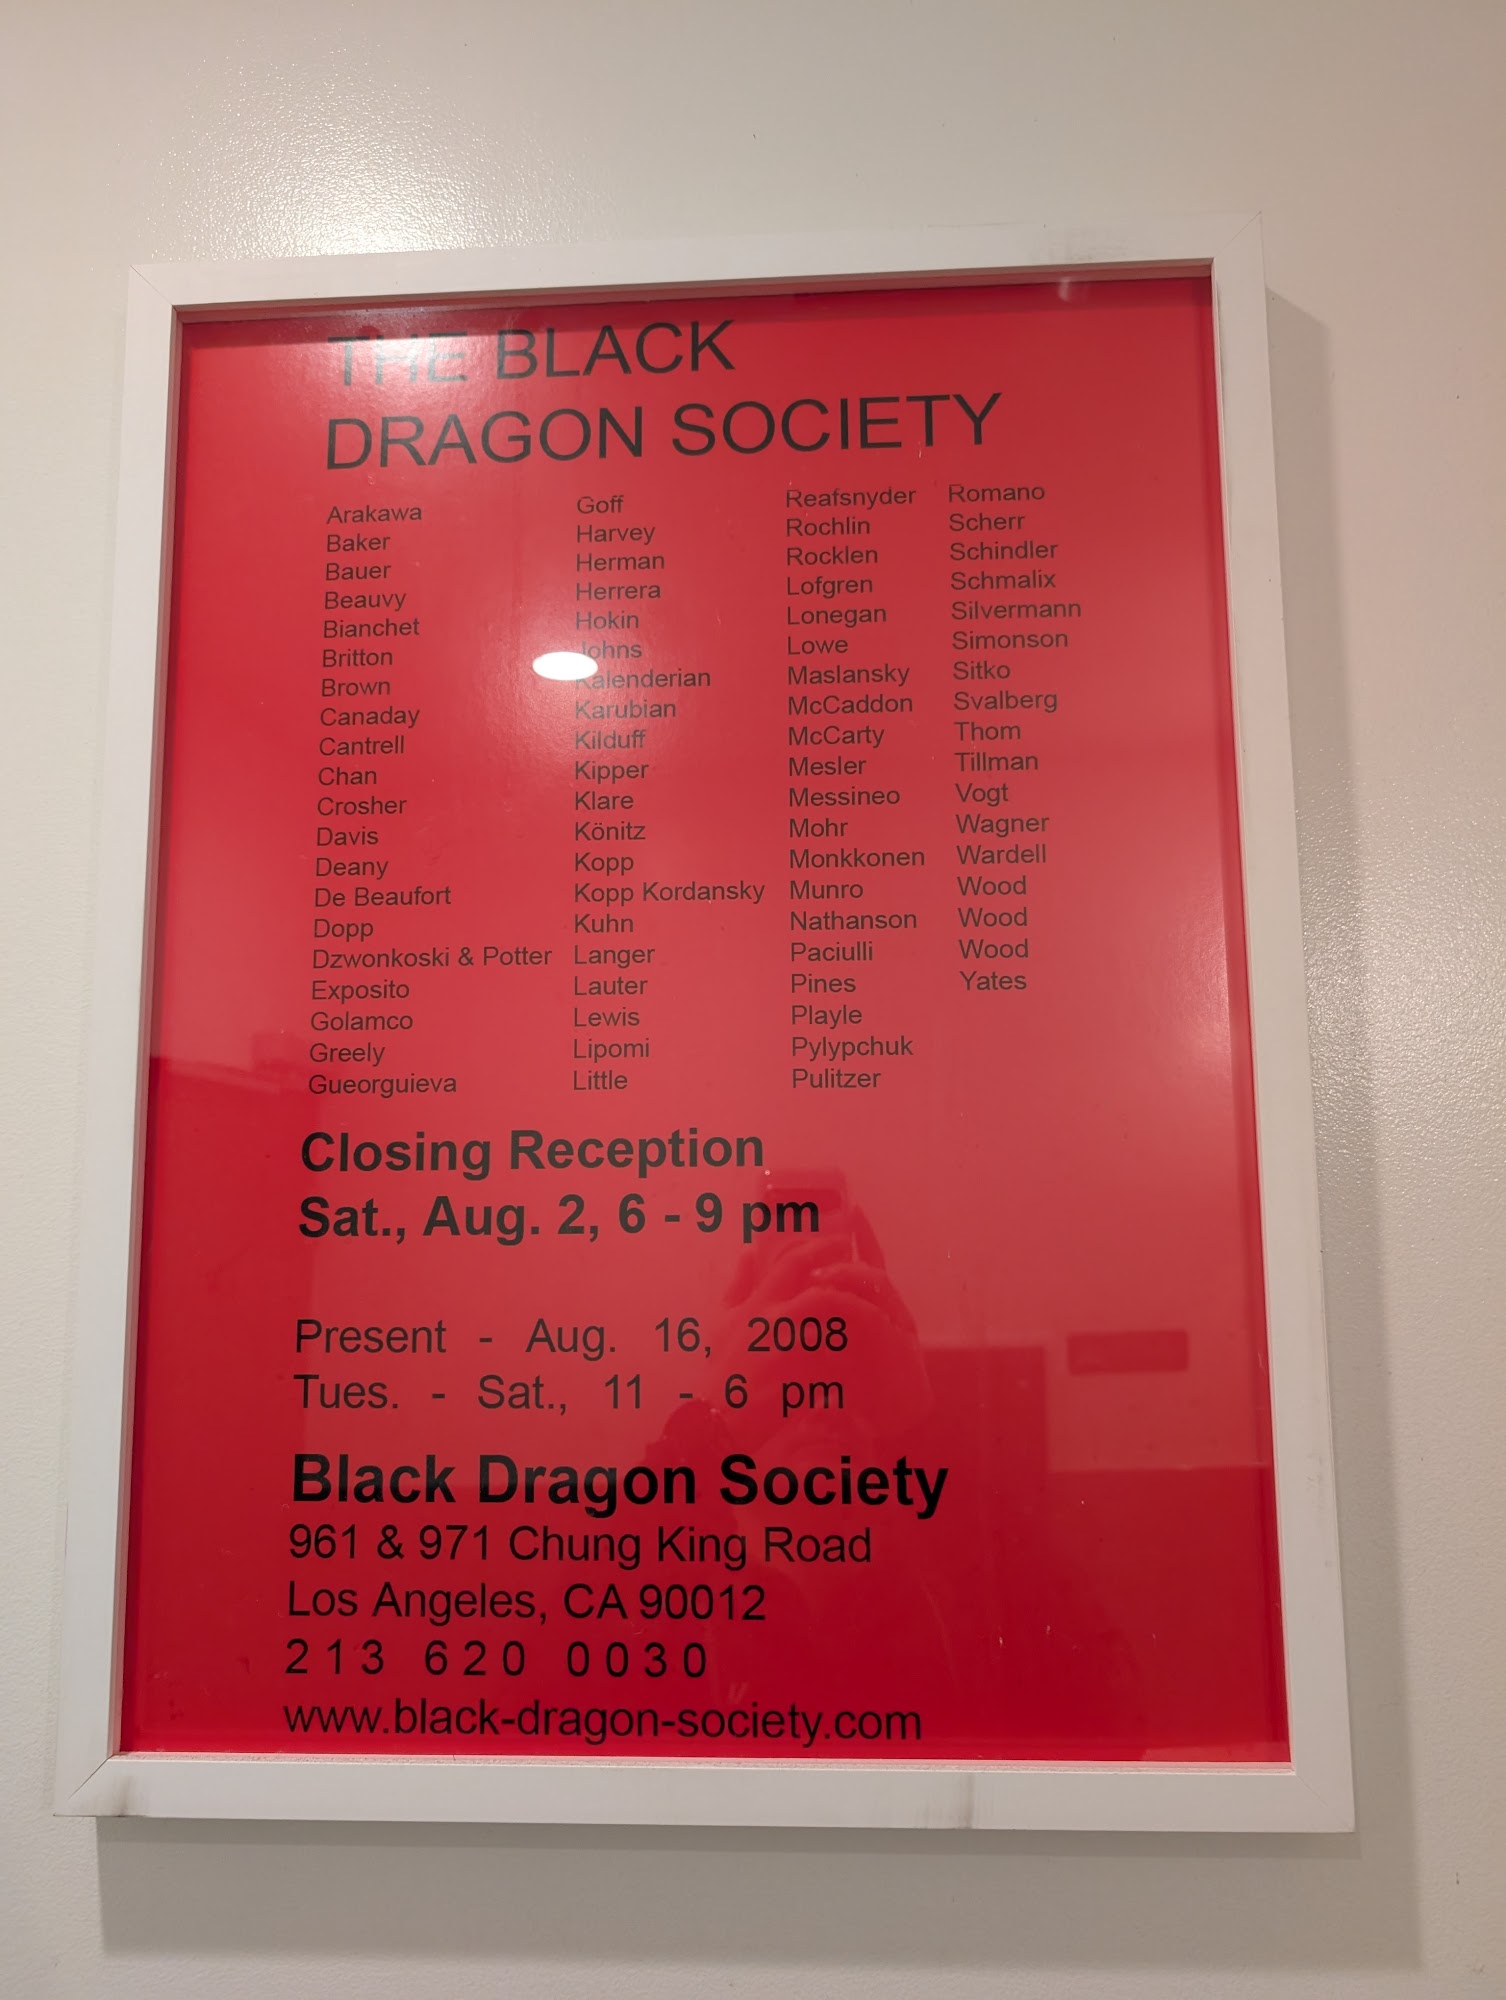 THE BLACK
DRAGON SOCIETY
Arakawa
Baker
Bauer
Beauvy
Bianchet
Britton
Brown
Canaday
Cantrell
Chan
Crosher
Davis
Deany
De Beaufort
Dopp
Dzwonkoski & Potter
Exposito
Golamco
Greely
Gueorguieva
Goff
Harvey
Herman
Herrera
Hokin
Johns
Kalenderian
Karubian
Kilduff
Kipper
Klare
Könitz
Kopp
Kopp Kordansky
Kuhn
Langer
Lauter
Lewis
Lipomi
Little
Reafsnyder
Rochlin
Rocklen
Lofgren
Lonegan
Lowe
Maslansky
McCaddon
McCarty
Mesler
Messineo
Mohr
Monkkonen
Munro
Nathanson
Paciulli
Pines
Playle
Pylypchuk
Pulitzer
Romano
Scherr
Schindler
Schmalix
Silvermann
Simonson
Sitko
Svalberg
Thom
Tillman
Vogt
Wagner
Wardell
Wood
Wood
Wood
Yates
Closing Reception
Sat., Aug. 2, 6 - 9 pm
Present - Aug. 16, 2008
Tues. - Sat., 11 - 6 pm
Black Dragon Society
961 & 971 Chung King Road
Los Angeles, CA 90012
213 620 0030
www.black-dragon-society.com